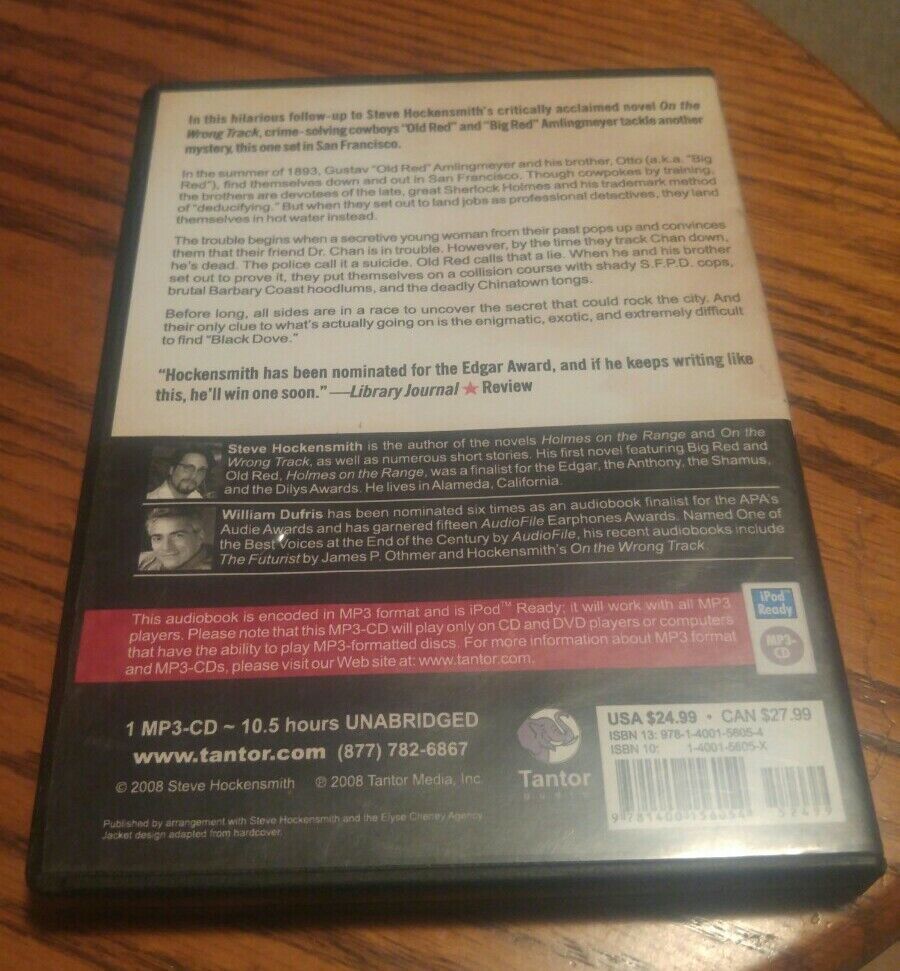 In this hilarious follow-up to Steve Hockensmith's critically acclaimed novel On the
Wrong Track, crime-solving cowboys "Old Red" and "Big Red" Amlingmeyer tackle another
mystery, this one set in San Francisco.
In the summer of 1893, Gustav "Old Red" Amlingmeyer and his brother, Otto (a.k.a. "Big
Red"), find themselves down and out in San Francisco. Though cowpokes by training,
the brothers are devotees of the late, great Sherlock Holmes and his trademark method
of "deducifying." But when they set out to land jobs as professional detectives, they land
themselves in hot water instead.
The trouble begins when a secretive young woman from their past pops up and convinces
them that their friend Dr. Chan is in trouble. However, by the time they track Chan down,
he's dead. The police call it a suicide. Old Red calls that a lie. When he and his brother
set out to prove it, they put themselves on a collision course with shady S.F.P.D. cops,
brutal Barbary Coast hoodlums, and the deadly Chinatown tongs.
Before long, all sides are in a race to uncover the secret that could rock the city. And
their only clue to what's actually going on is the enigmatic, exotic, and extremely difficult
to find "Black Dove."
"Hockensmith has been nominated for the Edgar Award, and if he keeps writing like
this, he'll win one soon." —Library Journal ★ Review
Steve Hockensmith is the author of the novels Holmes on the Range and On the
Wrong Track, as well as numerous short stories. His first novel featuring Big Red and
Old Red, Holmes on the Range, was a finalist for the Edgar, the Anthony, the Shamus,
and the Dilys Awards. He lives in Alameda, California.
William Dufris has been nominated six times as an audiobook finalist for the APA's
Audie Awards and has garnered fifteen AudioFile Earphones Awards. Named One of
the Best Voices at the End of the Century by AudioFile, his recent audiobooks include
The Futurist by James P. Othmer and Hockensmith's On the Wrong Track.
This audiobook is encoded in MP3 format and is iPod™ Ready; it will work with all MP3
players. Please note that this MP3-CD will play only on CD and DVD players or computers
that have the ability to play MP3-formatted discs. For more information about MP3 format
and MP3-CDs, please visit our Web site at: www.tantor.com.
iPod™
Ready
MP3-
CD
1 MP3-CD ~ 10.5 hours UNABRIDGED
www.tantor.com (877) 782-6867
© 2008 Steve Hockensmith ℗ 2008 Tantor Media, Inc.
Published by arrangement with Steve Hockensmith and the Elyse Cheney Agency
Jacket design adapted from hardcover.
Tantor
audio
USA $24.99 • CAN $27.99
ISBN 13: 978-1-4001-5605-4
ISBN 10: 1-4001-5605-X
9 781400 156054
52499